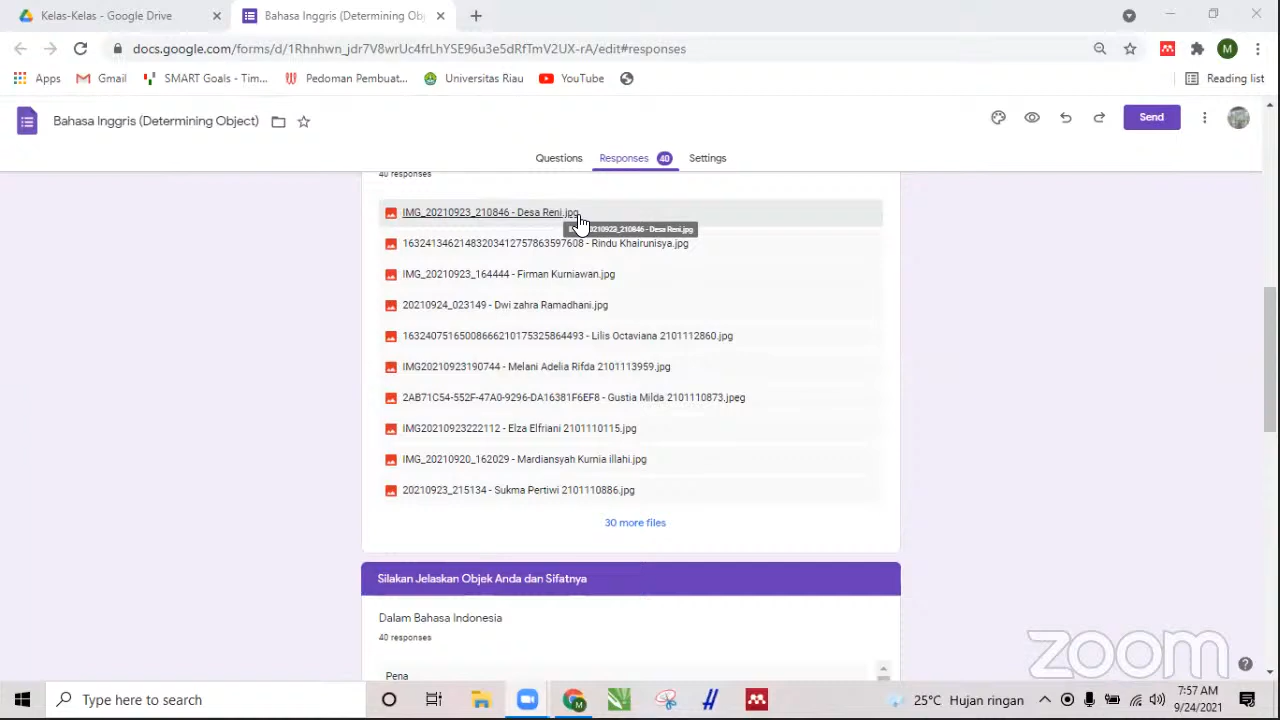 Kelas-Kelas - Google Drive
Bahasa Inggris (Determining Obj
docs.google.com/forms/d/1Rhnhwn_jdr7V8wrUc4frLhYSE96u3e5dRfTmV2UX-rA/edit#responses
M
Apps
Gmail
SMART Goals - Tim...
Pedoman Pembuat...
Universitas Riau
YouTube
Reading list
Bahasa Inggris (Determining Object)
Send
Questions
Responses 40
Settings
40 responses
IMG_20210923_210846 - Desa Reni.jpg
20210923_210846 - Desa Reni.jpg
16324134621483203412757863597608 - Rindu Khairunisya.jpg
IMG_20210923_164444 - Firman Kurniawan.jpg
20210924_023149 - Dwi zahra Ramadhani.jpg
16324075165008666210175325864493 - Lilis Octaviana 2101112860.jpg
IMG20210923190744 - Melani Adelia Rifda 2101113959.jpg
2AB71C54-552F-47A0-9296-DA16381F6EF8 - Gustia Milda 2101110873.jpeg
IMG20210923222112 - Elza Elfriani 2101110115.jpg
IMG_20210920_162029 - Mardiansyah Kurnia illahi.jpg
20210923_215134 - Sukma Pertiwi 2101110886.jpg
30 more files
Silakan Jelaskan Objek Anda dan Sifatnya
Dalam Bahasa Indonesia
40 responses
Pena
zoom
Type here to search
25°C Hujan ringan
7:57 AM
9/24/2021